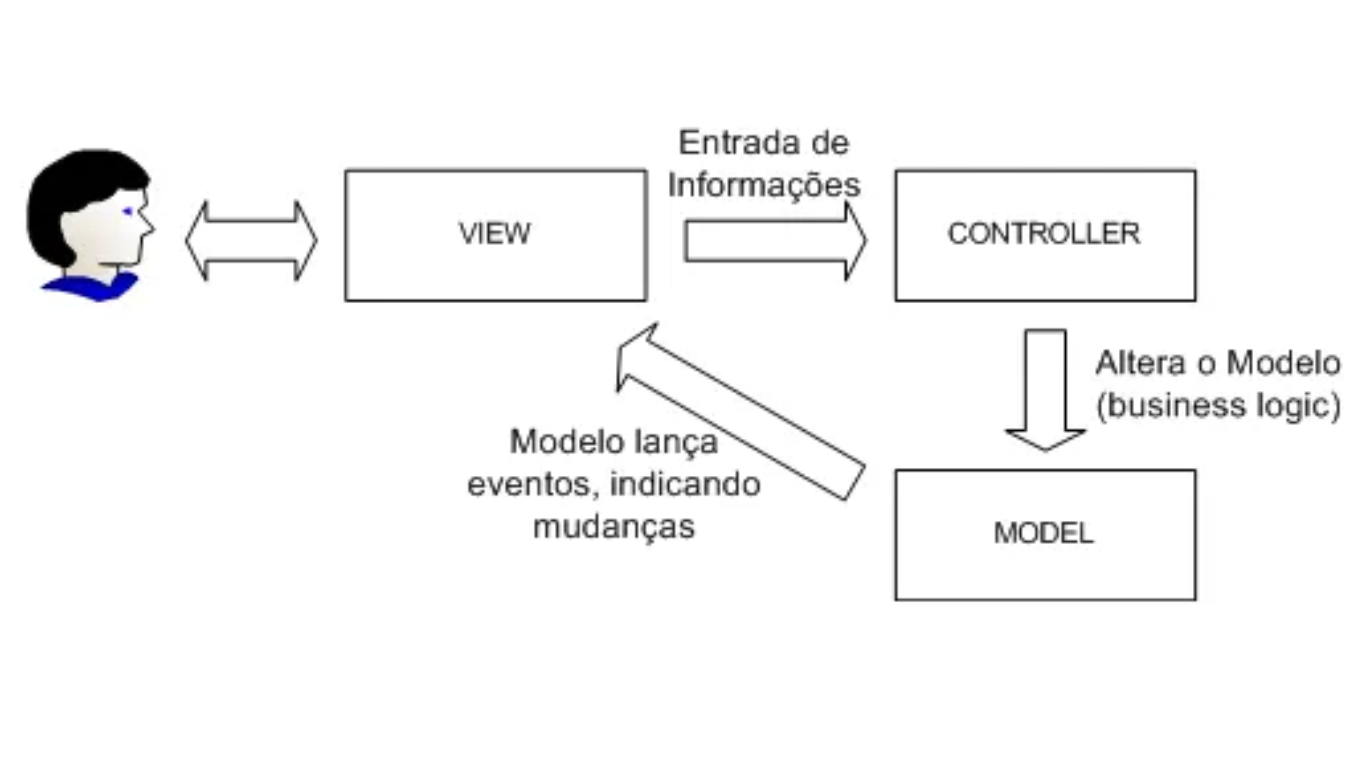 Entrada de
Informações
VIEW
CONTROLLER
Altera o Modelo
(business logic)
Modelo lança
eventos, indicando
mudanças
MODEL